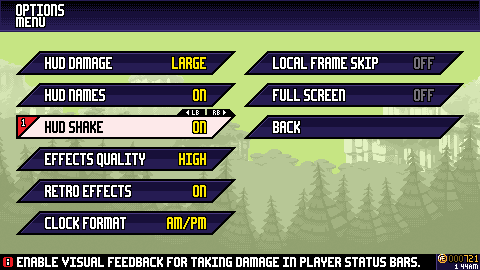 OPTIONS
MENU
HUD DAMAGE LARGE
HUD NAMES ON
LB RB
1 HUD SHAKE ON
EFFECTS QUALITY HIGH
RETRO EFFECTS ON
CLOCK FORMAT AM/PM
LOCAL FRAME SKIP OFF
FULL SCREEN OFF
BACK
ENABLE VISUAL FEEDBACK FOR TAKING DAMAGE IN PLAYER STATUS BARS.
000721
1:44AM